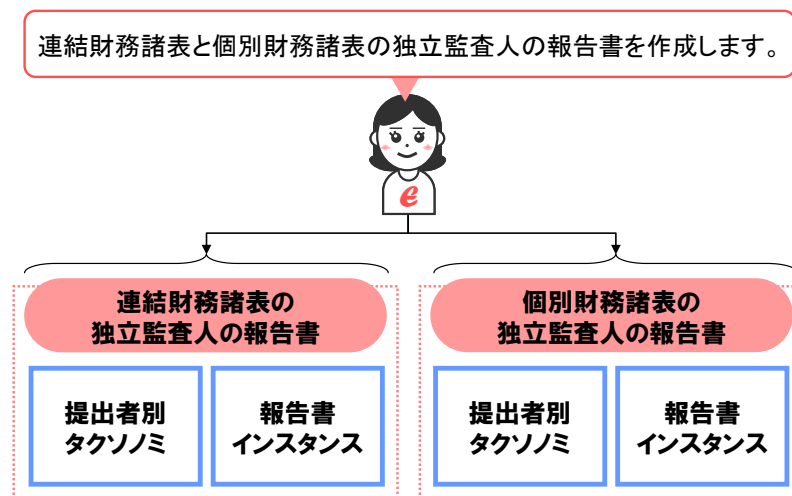 連結財務諸表と個別財務諸表の独立監査人の報告書を作成します。
e
連結財務諸表の
独立監査人の報告書
個別財務諸表の
独立監査人の報告書
提出者別
タクソノミ
報告書
インスタンス
提出者別
タクソノミ
報告書
インスタンス